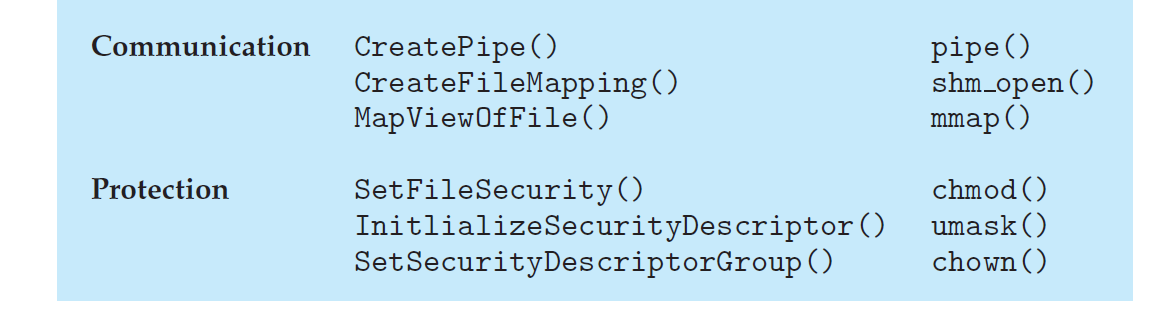 Communication CreatePipe() pipe()
CreateFileMapping() shm_open()
MapViewOfFile() mmap()
Protection SetFileSecurity() chmod()
InitlializeSecurityDescriptor() umask()
SetSecurityDescriptorGroup() chown()